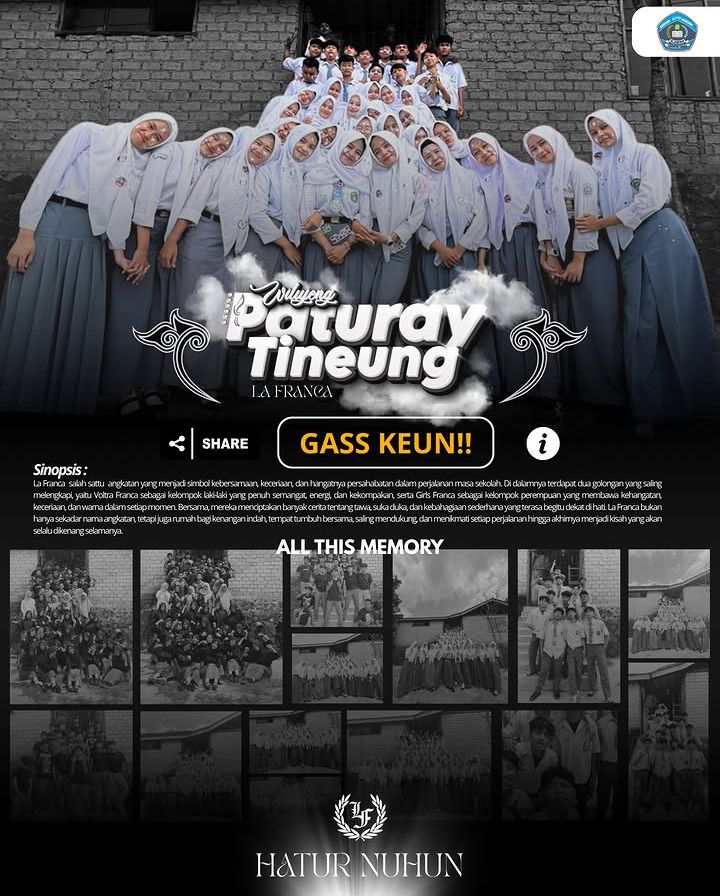 Wilujeng
Paturay
Tineung
LA FRANCA
SHARE
GASS KEUN!!
i
Sinopsis :
La Franca salah sattu angkatan yang menjadi simbol kebersamaan, keceriaan, dan hangatnya persahabatan dalam perjalanan masa sekolah. Di dalamnya terdapat dua golongan yang saling
melengkapi, yaitu Voltra Franca sebagai kelompok laki-laki yang penuh semangat, energi, dan kekompakan, serta Girls Franca sebagai kelompok perempuan yang membawa kehangatan,
keceriaan, dan warna dalam setiap momen. Bersama, mereka menciptakan banyak cerita tentang tawa, suka duka, dan kebahagiaan sederhana yang terasa begitu dekat di hati. La Franca bukan
hanya sekadar nama angkatan, tetapi juga rumah bagi kenangan indah, tempat tumbuh bersama, saling mendukung, dan menikmati setiap perjalanan hingga akhirnya menjadi kisah yang akan
selalu dikenang selamanya.
ALL THIS MEMORY
LF
HATUR NUHUN